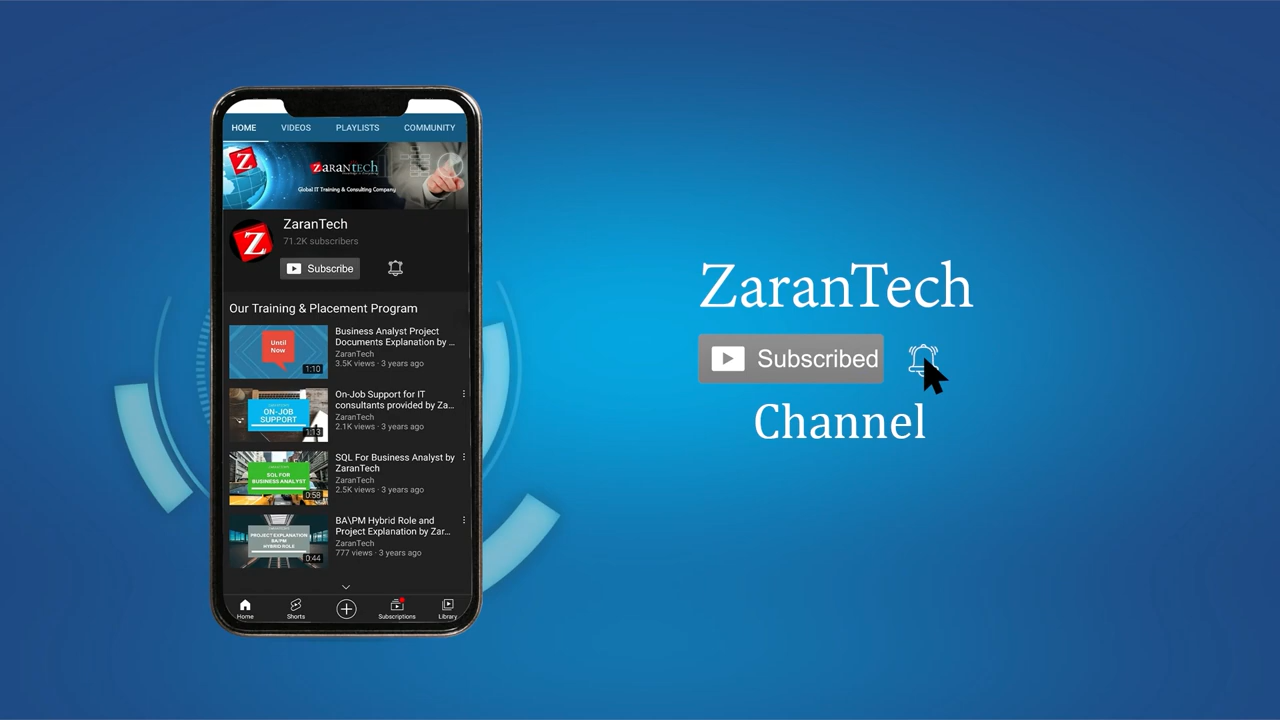 HOME VIDEOS PLAYLISTS COMMUNITY
Z
ZARANTECH
Global IT Training & Consulting Company
Z
ZaranTech
71.2K subscribers
Subscribe
Our Training & Placement Program
Until
Now
1:10
Business Analyst Project
Documents Explanation by ...
ZaranTech
3.5K views · 3 years ago
ON-JOB
SUPPORT
1:13
On-Job Support for IT
consultants provided by Za...
ZaranTech
2.1K views · 3 years ago
SQL FOR
BUSINESS ANALYST
0:58
SQL For Business Analyst by
ZaranTech
ZaranTech
2.5K views · 3 years ago
PROJECT EXPLANATION
BA/PM
HYBRID ROLE
0:44
BA\PM Hybrid Role and
Project Explanation by Zar...
ZaranTech
777 views · 3 years ago
Home Shorts Subscriptions Library
ZaranTech
Subscribed
Channel